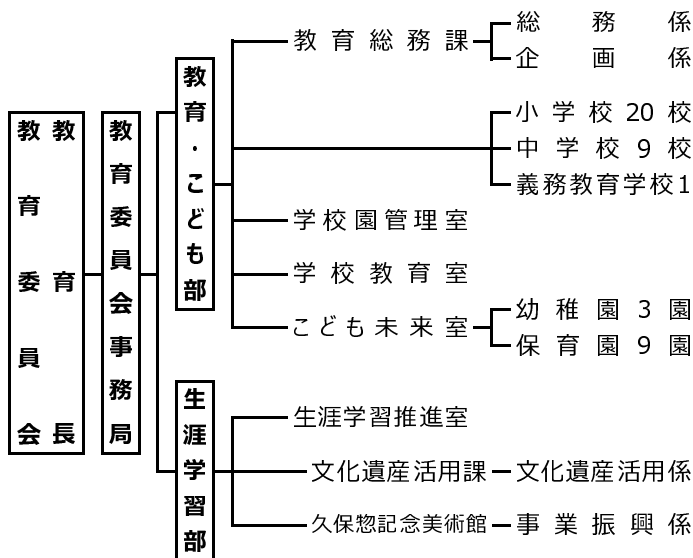 教育委員会
教育長
教育委員会事務局
教育・こども部
教育総務課
総務係
企画係
小学校20校
中学校9校
義務教育学校1
学校園管理室
学校教育室
こども未来室
幼稚園3園
保育園9園
生涯学習部
生涯学習推進室
文化遺産活用課
文化遺産活用係
久保惣記念美術館
事業振興係